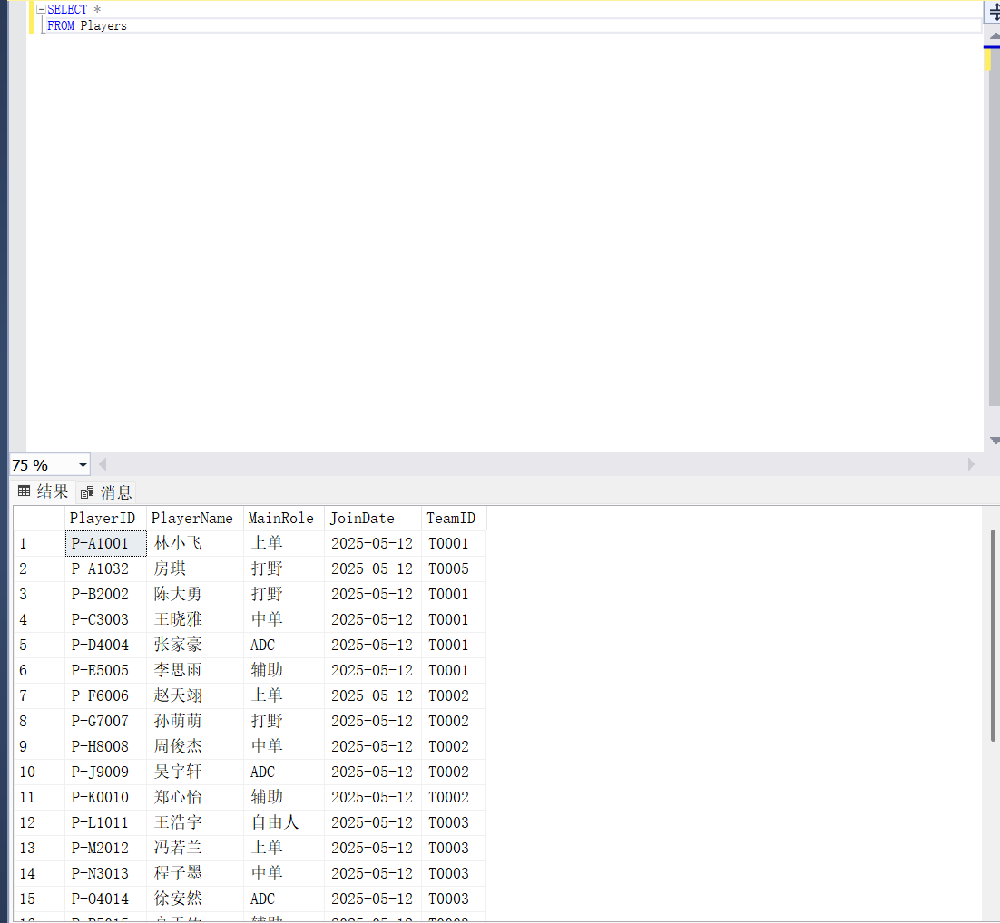 SELECT *
FROM Players
75 %
结果 消息
PlayerID PlayerName MainRole JoinDate TeamID
1 P-A1001 林小飞 上单 2025-05-12 T0001
2 P-A1032 房琪 打野 2025-05-12 T0005
3 P-B2002 陈大勇 打野 2025-05-12 T0001
4 P-C3003 王晓雅 中单 2025-05-12 T0001
5 P-D4004 张家豪 ADC 2025-05-12 T0001
6 P-E5005 李思雨 辅助 2025-05-12 T0001
7 P-F6006 赵天翊 上单 2025-05-12 T0002
8 P-G7007 孙萌萌 打野 2025-05-12 T0002
9 P-H8008 周俊杰 中单 2025-05-12 T0002
10 P-J9009 吴宇轩 ADC 2025-05-12 T0002
11 P-K0010 郑心怡 辅助 2025-05-12 T0002
12 P-L1011 王浩宇 自由人 2025-05-12 T0003
13 P-M2012 冯若兰 上单 2025-05-12 T0003
14 P-N3013 程子墨 中单 2025-05-12 T0003
15 P-O4014 徐安然 ADC 2025-05-12 T0003